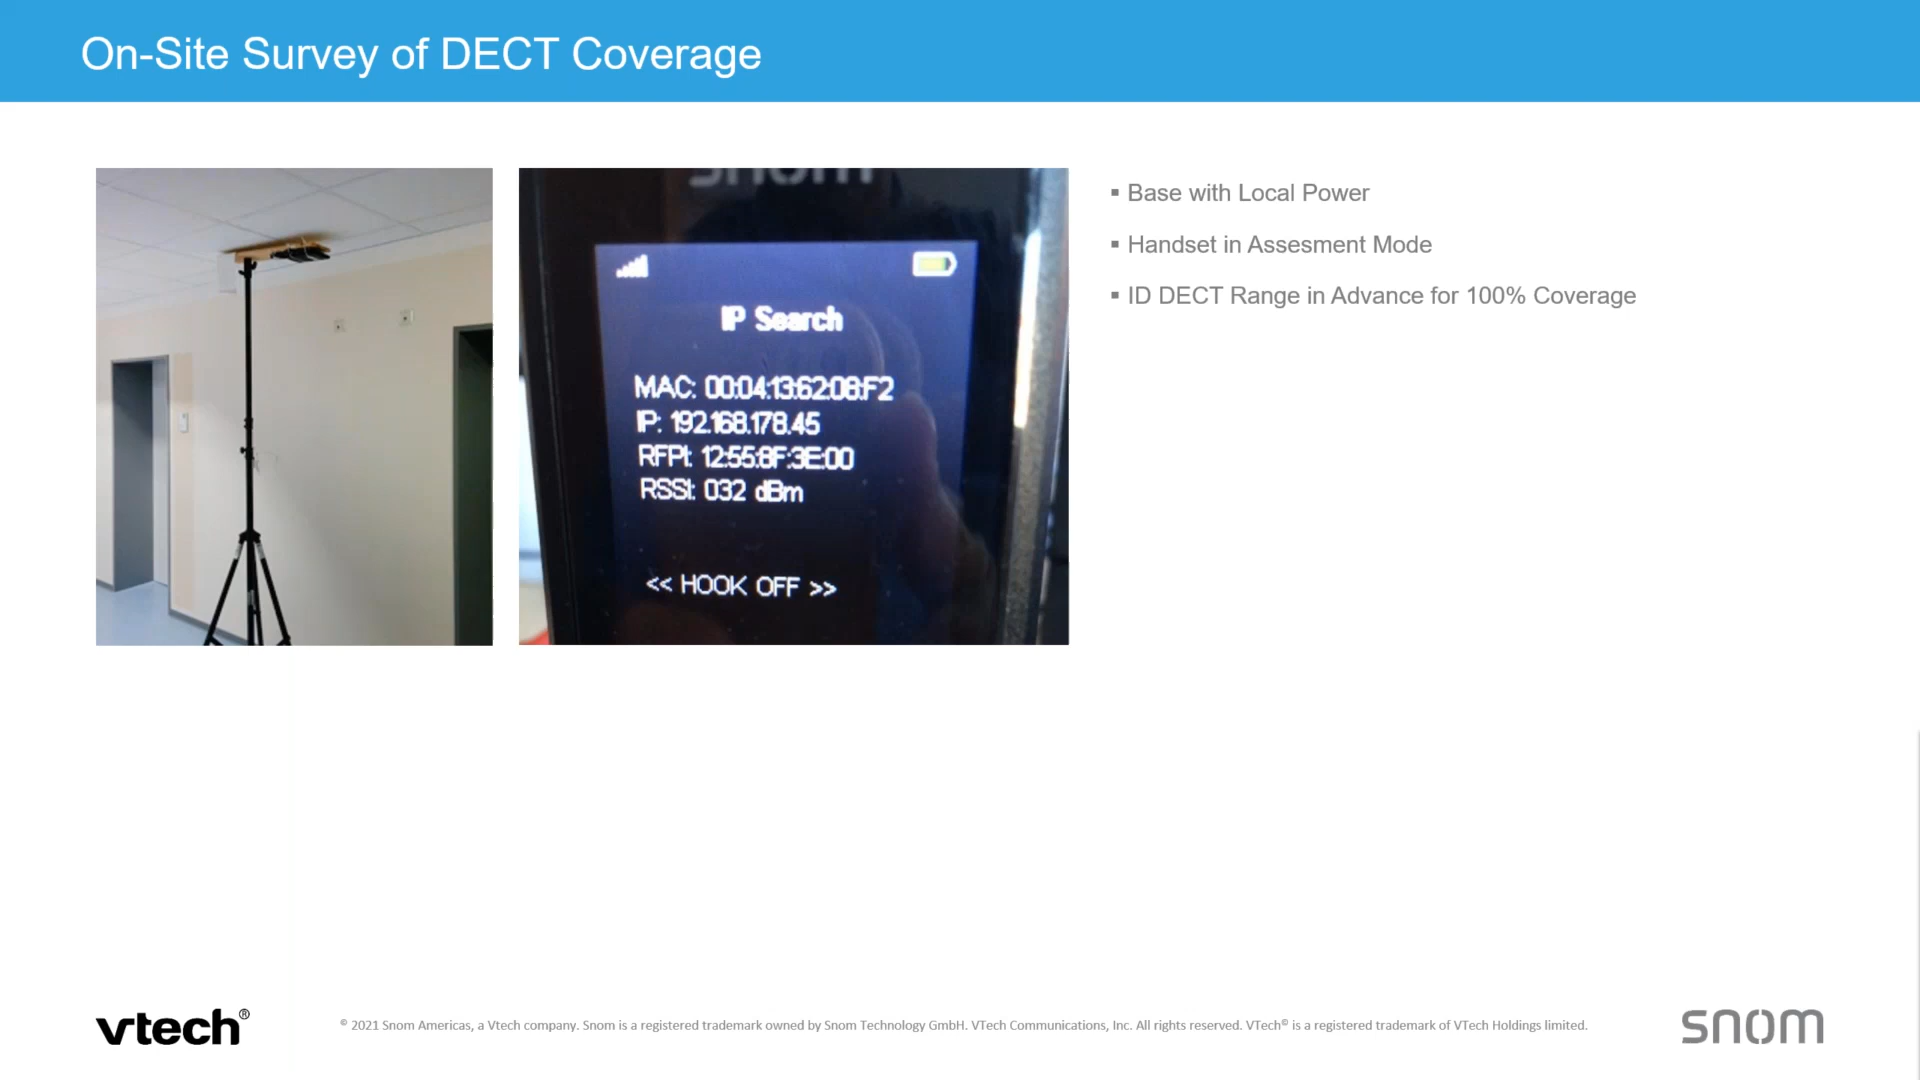 On-Site Survey of DECT Coverage
snom
IP Search
MAC: 00:04:13:62:08:F2
IP: 192.168.178.45
RFPI: 12:55:8F:3E:00
RSSI: 032 dBm
<< HOOK OFF >>
▪ Base with Local Power
▪ Handset in Assesment Mode
▪ ID DECT Range in Advance for 100% Coverage
vtech®
© 2021 Snom Americas, a Vtech company. Snom is a registered trademark owned by Snom Technology GmbH. VTech Communications, Inc. All rights reserved. VTech® is a registered trademark of VTech Holdings limited.
snom